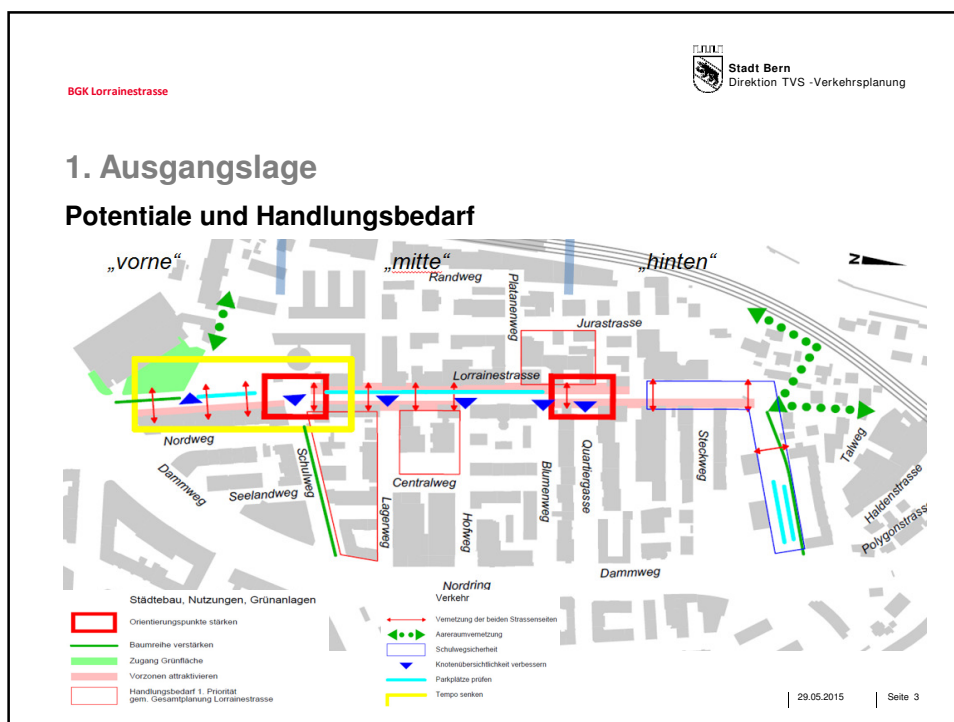 Stadt Bern
Direktion TVS -Verkehrsplanung
BGK Lorrainestrasse
1. Ausgangslage
Potentiale und Handlungsbedarf
„vorne“
„mitte“
„hinten“
N
Randweg
Platanenweg
Jurastrasse
Lorrainestrasse
Nordweg
Dammweg
Seelandweg
Schulweg
Lagerweg
Centralweg
Hofweg
Blumenweg
Quartiergasse
Steckweg
Talweg
Haldenstrasse
Polygonstrasse
Nordring
Dammweg
Städtebau, Nutzungen, Grünanlagen
Orientierungspunkte stärken
Baumreihe verstärken
Zugang Grünfläche
Vorzonen attraktivieren
Handlungsbedarf 1. Priorität
gem. Gesamtplanung Lorrainestrasse
Verkehr
Vernetzung der beiden Strassenseiten
Aareraumvernetzung
Schulwegsicherheit
Knotenübersichtlichkeit verbessern
Parkplätze prüfen
Tempo senken
29.05.2015
Seite 3